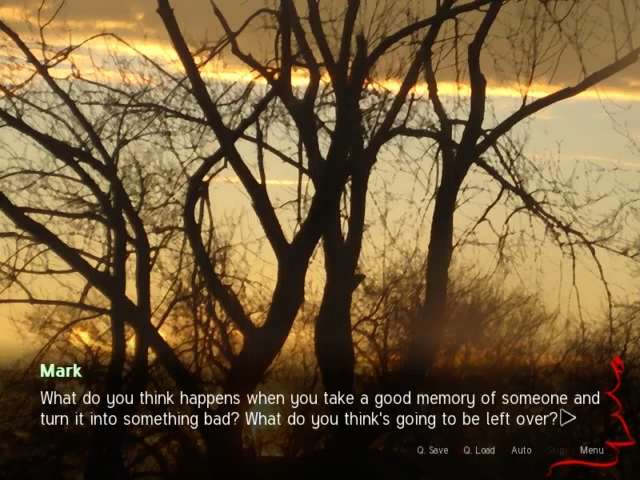 Mark
What do you think happens when you take a good memory of someone and
turn it into something bad? What do you think's going to be left over?
Q. Save Q. Load Auto Skip Menu